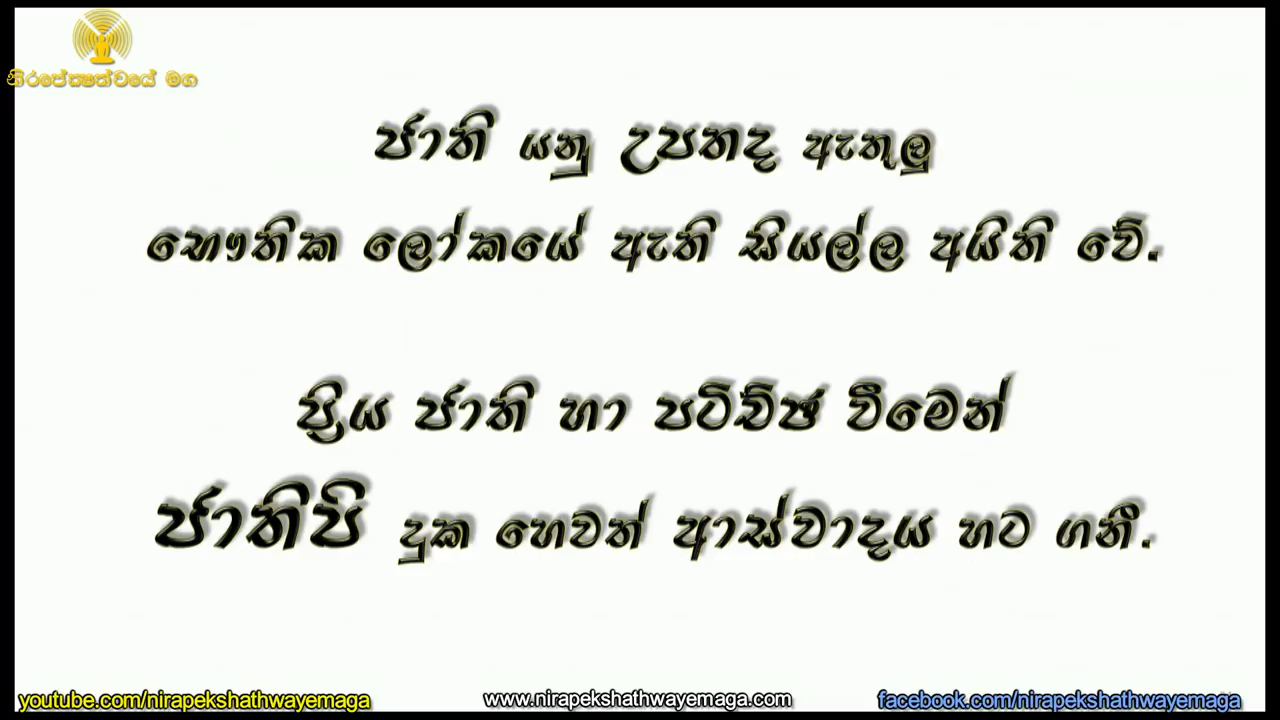 නිරපේක්‍ෂත්වයේ මග
ජාති යනු උපතද ඇතුලු
භෞතික ලෝකයේ ඇති සියල්ල අයිති වේ.
ප්‍රිය ජාති හා පටිච්ඡ වීමෙන්
ජාතිපි දුක හෙවත් ආස්වාදය හට ගනී.
youtube.com/nirapekshathwayemaga www.nirapekshathwayemaga.com facebook.com/nirapekshathwayemaga